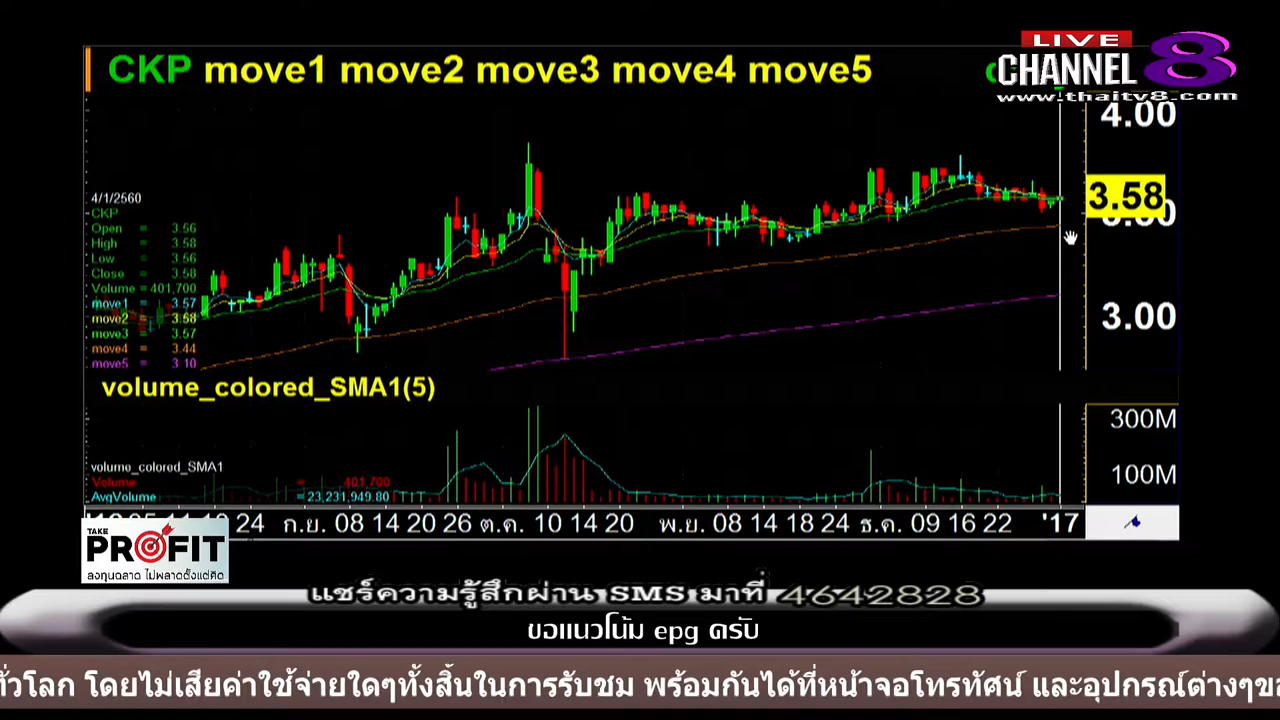 LIVE
CHANNEL 8
www.thaitv8.com
CKP move1 move2 move3 move4 move5
4.00
3.58
3.00
4/1/2560
CKP
Open = 3.56
High = 3.58
Low = 3.56
Close = 3.58
Volume = 401,700
move1 = 3.57
move2 = 3.58
move3 = 3.57
move4 = 3.44
move5 = 3.10
volume_colored_SMA1(5)
300M
100M
volume_colored_SMA1
Volume = 401,700
AvgVolume = 23,231,949.80
24 ก.ย. 08 14 20 26 ต.ค. 10 14 20 พ.ย. 08 14 18 24 ธ.ค. 09 16 22 '17
TAKE
PROFIT
ลงทุนฉลาด ไม่พลาดตั้งแต่คิด
แชร์ความรู้สึกผ่าน SMS มาที่ 4642828
ขอแนวโน้ม epg ครับ
ทั่วโลก โดยไม่เสียค่าใช้จ่ายใดๆทั้งสิ้นในการรับชม พร้อมกันได้ที่หน้าจอโทรทัศน์ และอุปกรณ์ต่างๆข